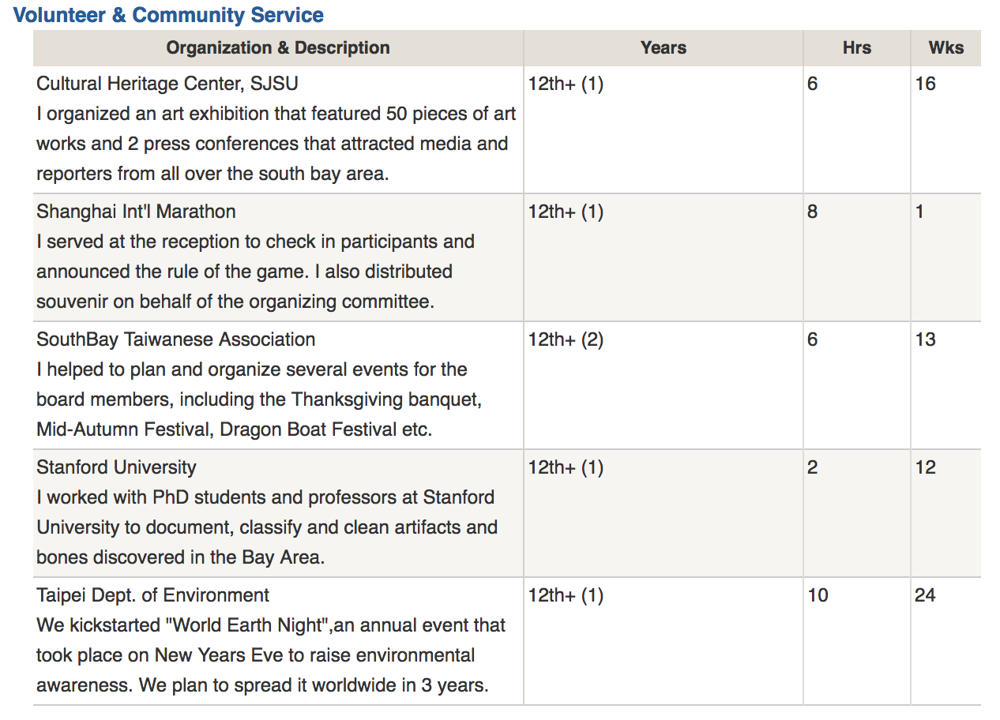 Volunteer & Community Service
Organization & Description Years Hrs Wks
Cultural Heritage Center, SJSU 12th+ (1) 6 16
I organized an art exhibition that featured 50 pieces of art
works and 2 press conferences that attracted media and
reporters from all over the south bay area.
Shanghai Int'l Marathon 12th+ (1) 8 1
I served at the reception to check in participants and
announced the rule of the game. I also distributed
souvenir on behalf of the organizing committee.
SouthBay Taiwanese Association 12th+ (2) 6 13
I helped to plan and organize several events for the
board members, including the Thanksgiving banquet,
Mid-Autumn Festival, Dragon Boat Festival etc.
Stanford University 12th+ (1) 2 12
I worked with PhD students and professors at Stanford
University to document, classify and clean artifacts and
bones discovered in the Bay Area.
Taipei Dept. of Environment 12th+ (1) 10 24
We kickstarted "World Earth Night",an annual event that
took place on New Years Eve to raise environmental
awareness. We plan to spread it worldwide in 3 years.